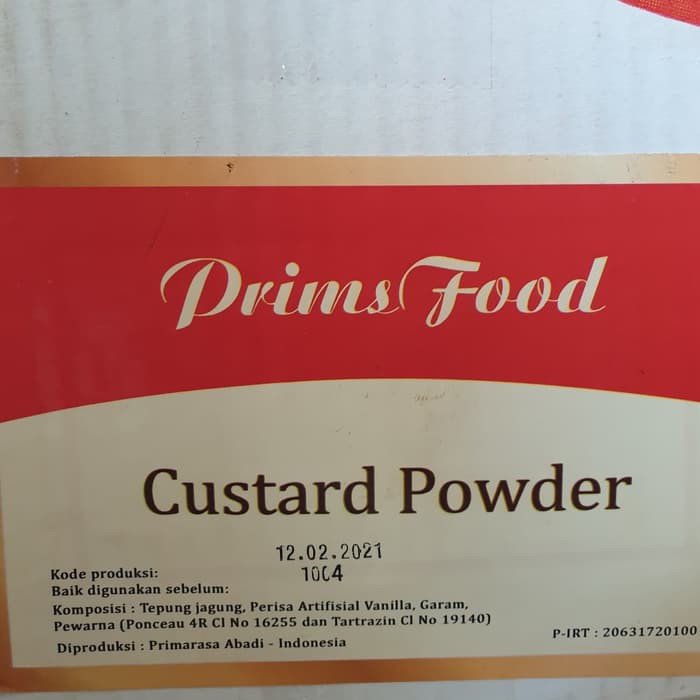 Prims Food
Custard Powder
12.02.2021
Kode produksi: 1004
Baik digunakan sebelum:
Komposisi : Tepung jagung, Perisa Artifisial Vanilla, Garam,
Pewarna (Ponceau 4R CI No 16255 dan Tartrazin CI No 19140)
P-IRT : 20631720100
Diproduksi : Primarasa Abadi - Indonesia